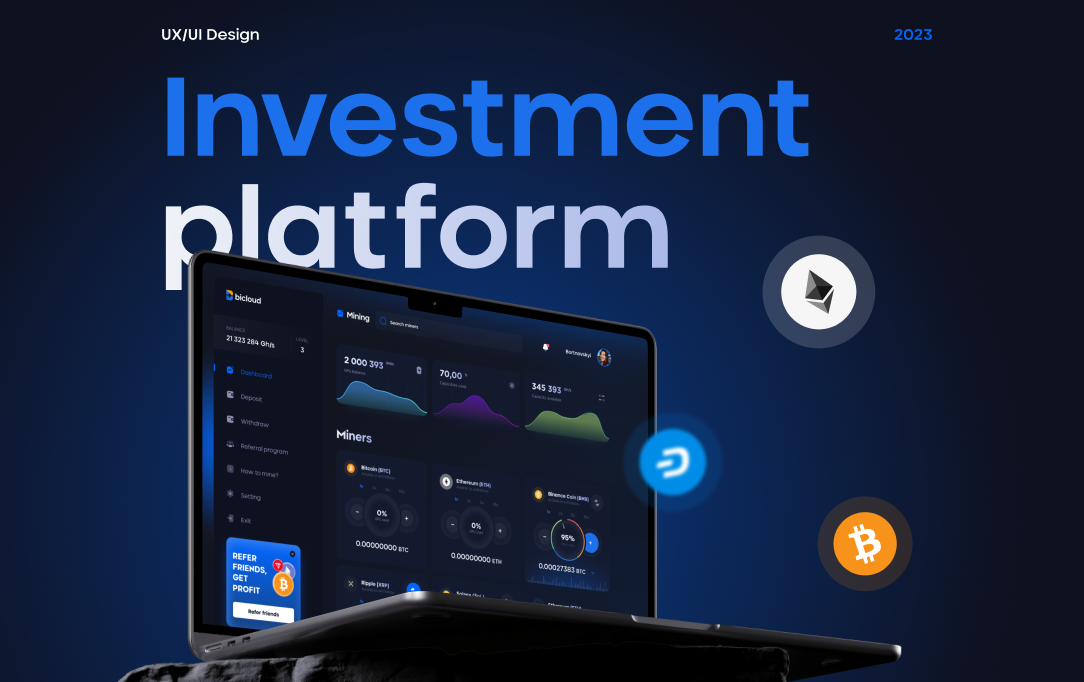 UX/UI Design
2023
Investment
platform
bicloud
BALANCE
21 323 284 Gh/s
LEVEL
3
Dashboard
Deposit
Withdraw
Referral program
How to mine?
Setting
Exit
REFER
FRIENDS,
GET
PROFIT
Refer friends
Mining
Search miners
Bortnovskyi
2 000 393
70,00 %
345 393
Miners
Bitcoin (BTC)
0%
0.00000000 BTC
Ethereum (ETH)
0%
0.00000000 ETH
Binance Coin (BNB)
95%
0.00027383 BTC
Ripple (XRP)